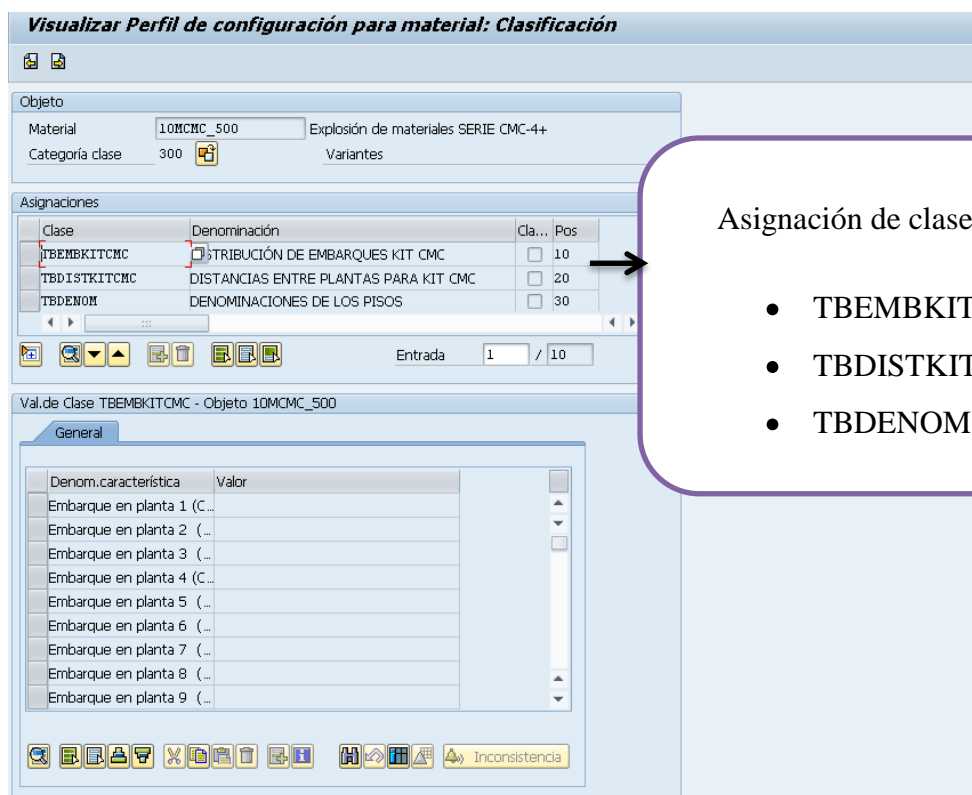 Visualizar Perfil de configuración para material: Clasificación
Objeto
Material 10MCMC_500 Explosión de materiales SERIE CMC-4+
Categoría clase 300 Variantes
Asignaciones
Clase Denominación Cla... Pos
TBEMBKITCMC STRIBUCIÓN DE EMBARQUES KIT CMC 10
TBDISTKITCMC DISTANCIAS ENTRE PLANTAS PARA KIT CMC 20
TBDENOM DENOMINACIONES DE LOS PISOS 30
Entrada 1 / 10
Val.de Clase TBEMBKITCMC - Objeto 10MCMC_500
General
Denom.característica Valor
Embarque en planta 1 (C...
Embarque en planta 2 (...
Embarque en planta 3 (...
Embarque en planta 4 (C...
Embarque en planta 5 (...
Embarque en planta 6 (...
Embarque en planta 7 (...
Embarque en planta 8 (...
Embarque en planta 9 (...
Inconsistencia
Asignación de clase
• TBEMBKIT
• TBDISTKIT
• TBDENOM